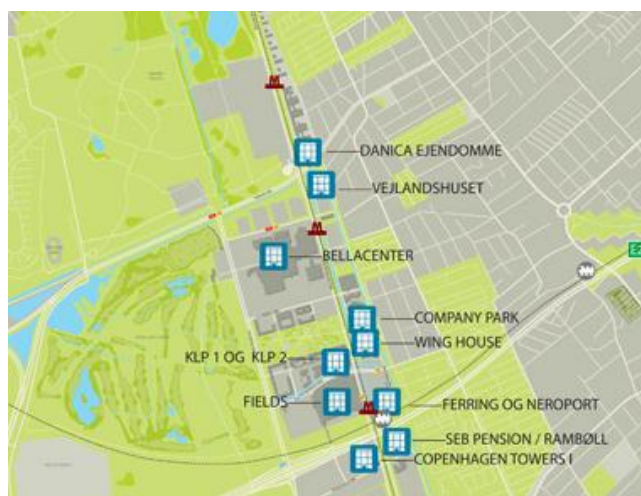 M
DANICA EJENDOMME
VEJLANDSHUSET
M
BELLACENTER
COMPANY PARK
WING HOUSE
KLP 1 OG KLP 2
FIELDS
M
FERRING OG NEROPORT
SEB PENSION / RAMBØLL
COPENHAGEN TOWERS I